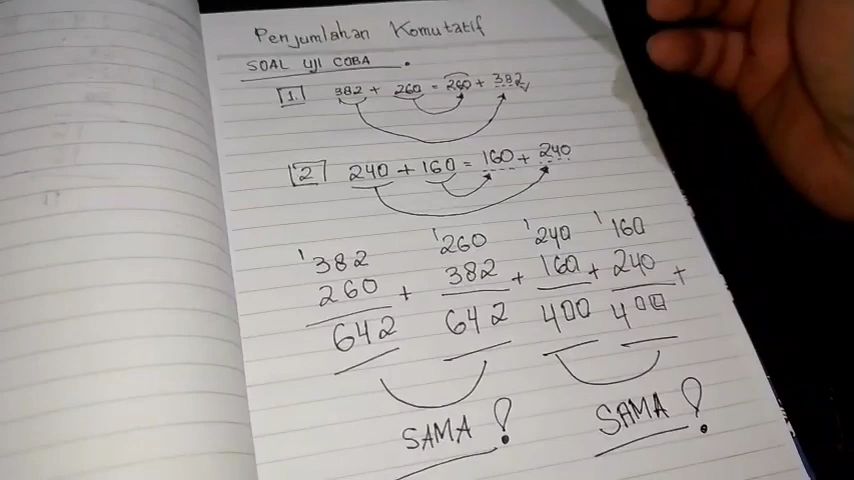 Penjumlahan Komutatif
SOAL UJI COBA
1. 382 + 260 = 260 + 382
2 240 + 160 = 160 + 240
1 382 1 260 1 240 1 160
260 + 382 + 160 + 240 +
642 642 400 400
SAMA ! SAMA !